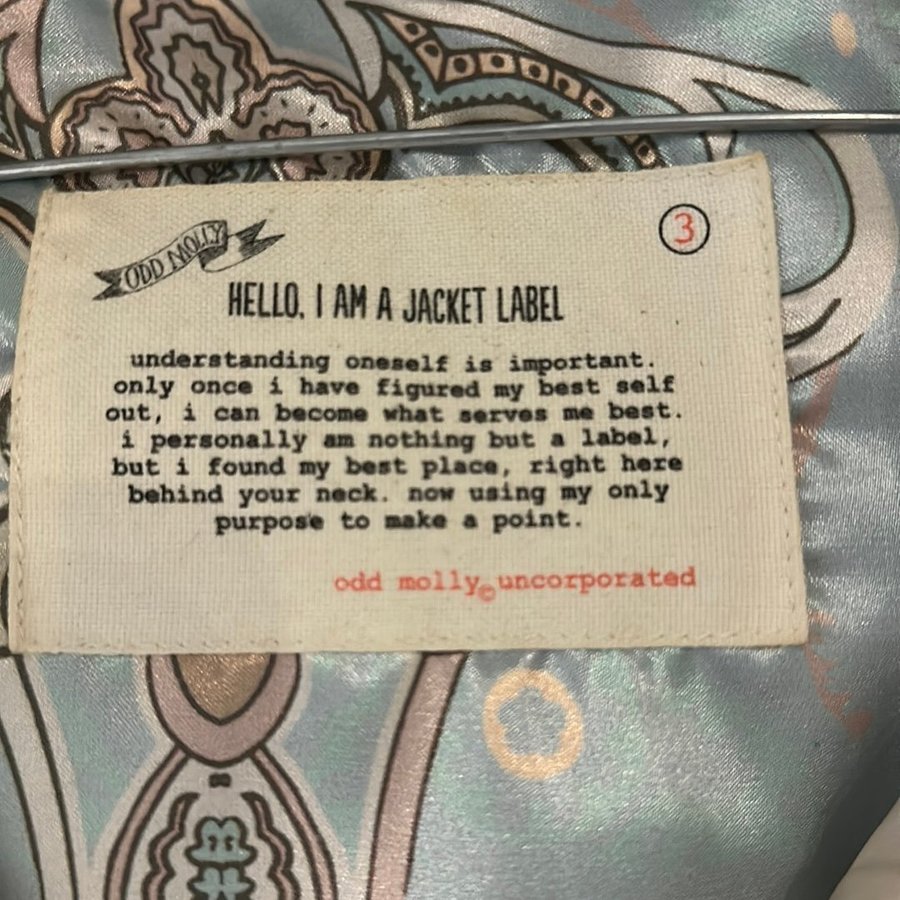 ODD MOLLY
3
HELLO, I AM A JACKET LABEL
understanding oneself is important.
only once i have figured my best self
out, i can become what serves me best.
i personally am nothing but a label,
but i found my best place, right here
behind your neck. now using my only
purpose to make a point.
odd molly©uncorporated